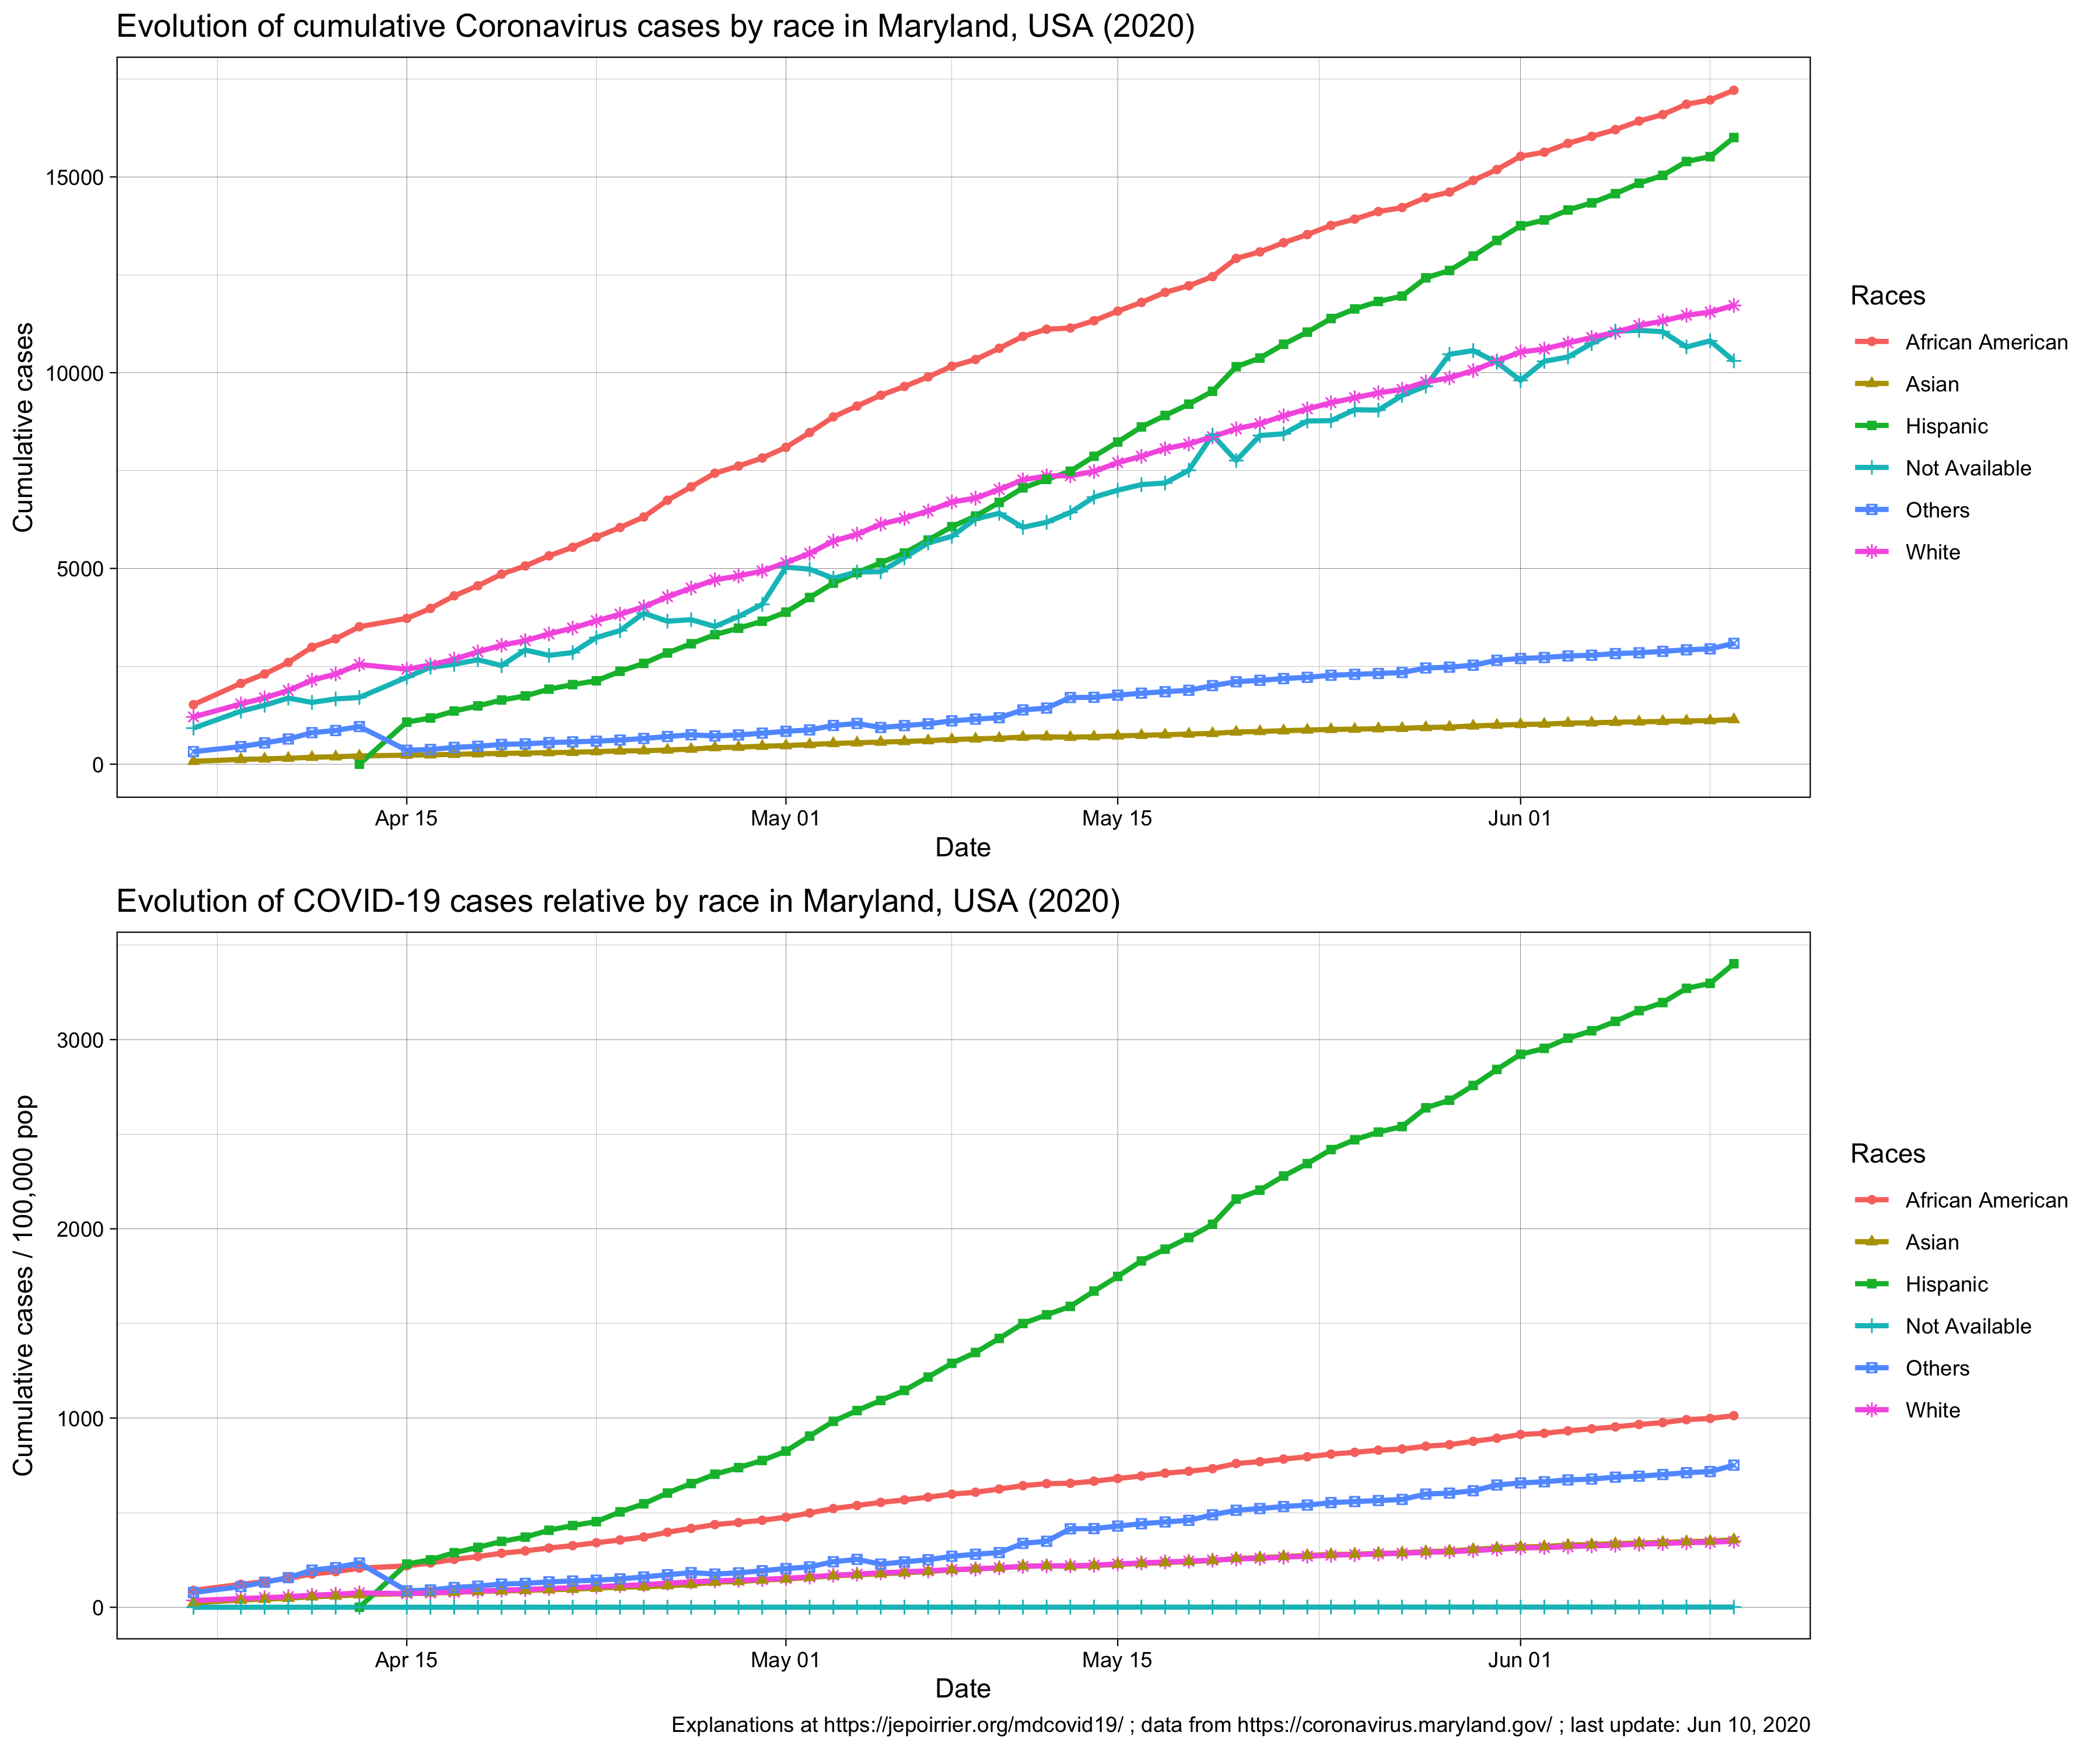 Evolution of cumulative Coronavirus cases by race in Maryland, USA (2020)
Cumulative cases
15000
10000
5000
0
Apr 15
May 01
May 15
Jun 01
Date
Races
African American
Asian
Hispanic
Not Available
Others
White
Evolution of COVID-19 cases relative by race in Maryland, USA (2020)
Cumulative cases / 100,000 pop
3000
2000
1000
0
Apr 15
May 01
May 15
Jun 01
Date
Races
African American
Asian
Hispanic
Not Available
Others
White
Explanations at https://jepoirrier.org/mdcovid19/ ; data from https://coronavirus.maryland.gov/ ; last update: Jun 10, 2020